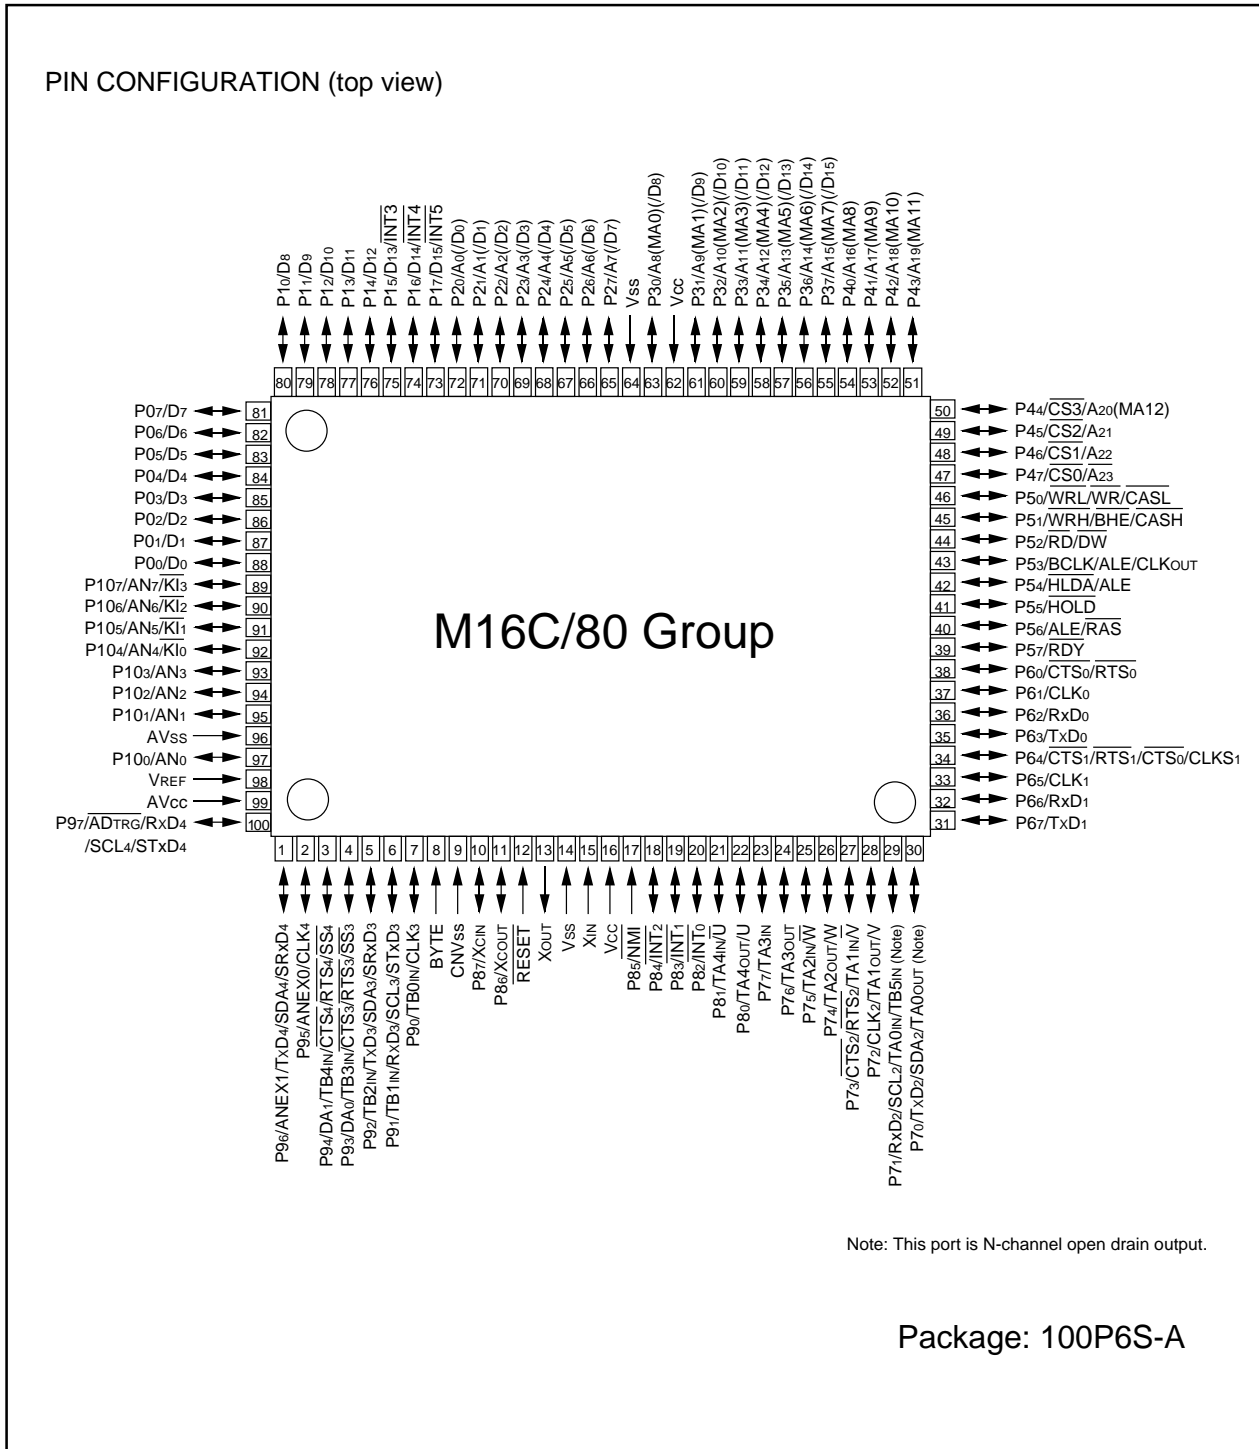 PIN CONFIGURATION (top view)
P10/D8
P11/D9
P12/D10
P13/D11
P14/D12
P15/D13/INT3
P16/D14/INT4
P17/D15/INT5
P20/A0(/D0)
P21/A1(/D1)
P22/A2(/D2)
P23/A3(/D3)
P24/A4(/D4)
P25/A5(/D5)
P26/A6(/D6)
P27/A7(/D7)
Vss
P30/A8(MA0)(/D8)
Vcc
P31/A9(MA1)(/D9)
P32/A10(MA2)(/D10)
P33/A11(MA3)(/D11)
P34/A12(MA4)(/D12)
P35/A13(MA5)(/D13)
P36/A14(MA6)(/D14)
P37/A15(MA7)(/D15)
P40/A16(MA8)
P41/A17(MA9)
P42/A18(MA10)
P43/A19(MA11)
80 79 78 77 76 75 74 73 72 71 70 69 68 67 66 65 64 63 62 61 60 59 58 57 56 55 54 53 52 51
P07/D7 81
P06/D6 82
P05/D5 83
P04/D4 84
P03/D3 85
P02/D2 86
P01/D1 87
P00/D0 88
P107/AN7/KI3 89
P106/AN6/KI2 90
P105/AN5/KI1 91
P104/AN4/KI0 92
P103/AN3 93
P102/AN2 94
P101/AN1 95
AVss 96
P100/AN0 97
VREF 98
AVcc 99
P97/ADTRG/RxD4 100
/SCL4/STxD4
M16C/80 Group
50 P44/CS3/A20(MA12)
49 P45/CS2/A21
48 P46/CS1/A22
47 P47/CS0/A23
46 P50/WRL/WR/CASL
45 P51/WRH/BHE/CASH
44 P52/RD/DW
43 P53/BCLK/ALE/CLKOUT
42 P54/HLDA/ALE
41 P55/HOLD
40 P56/ALE/RAS
39 P57/RDY
38 P60/CTS0/RTS0
37 P61/CLK0
36 P62/RxD0
35 P63/TxD0
34 P64/CTS1/RTS1/CTS0/CLKS1
33 P65/CLK1
32 P66/RxD1
31 P67/TxD1
1 2 3 4 5 6 7 8 9 10 11 12 13 14 15 16 17 18 19 20 21 22 23 24 25 26 27 28 29 30
P96/ANEX1/TxD4/SDA4/SRxD4
P95/ANEX0/CLK4
P94/DA1/TB4IN/CTS4/RTS4/SS4
P93/DA0/TB3IN/CTS3/RTS3/SS3
P92/TB2IN/TxD3/SDA3/SRxD3
P91/TB1IN/RxD3/SCL3/STxD3
P90/TB0IN/CLK3
BYTE
CNVss
P87/XCIN
P86/XCOUT
RESET
XOUT
VSS
XIN
VCC
P85/NMI
P84/INT2
P83/INT1
P82/INT0
P81/TA4IN/U
P80/TA4OUT/U
P77/TA3IN
P76/TA3OUT
P75/TA2IN/W
P74/TA2OUT/W
P73/CTS2/RTS2/TA1IN/V
P72/CLK2/TA1OUT/V
P71/RxD2/SCL2/TA0IN/TB5IN (Note)
P70/TxD2/SDA2/TA0OUT (Note)
Note: This port is N-channel open drain output.
Package: 100P6S-A